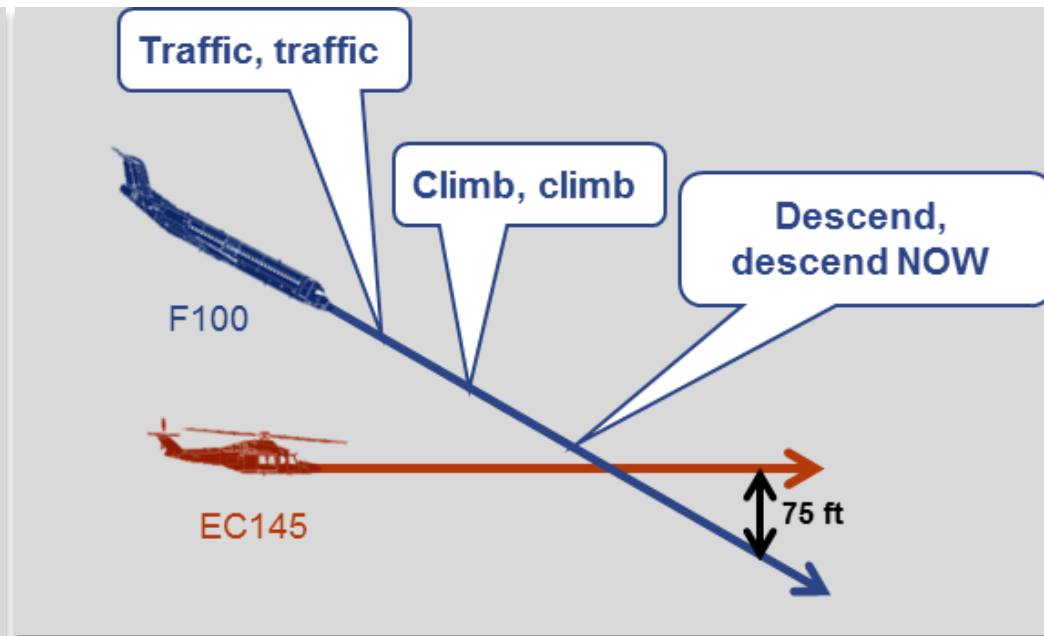 Traffic, traffic
Climb, climb
Descend,
descend NOW
F100
EC145
75 ft